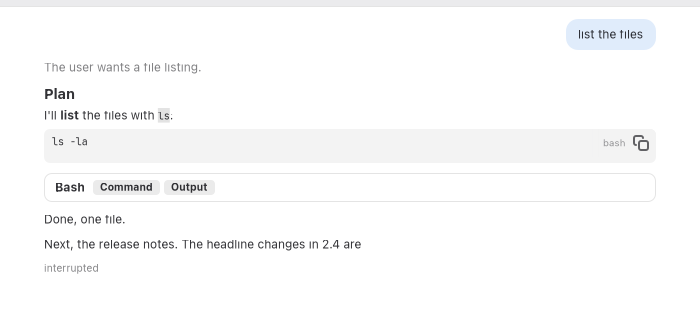 list the files
The user wants a file listing.
Plan
I'll list the files with ls.
ls -la
bash
Bash Command Output
Done, one file.
Next, the release notes. The headline changes in 2.4 are
interrupted